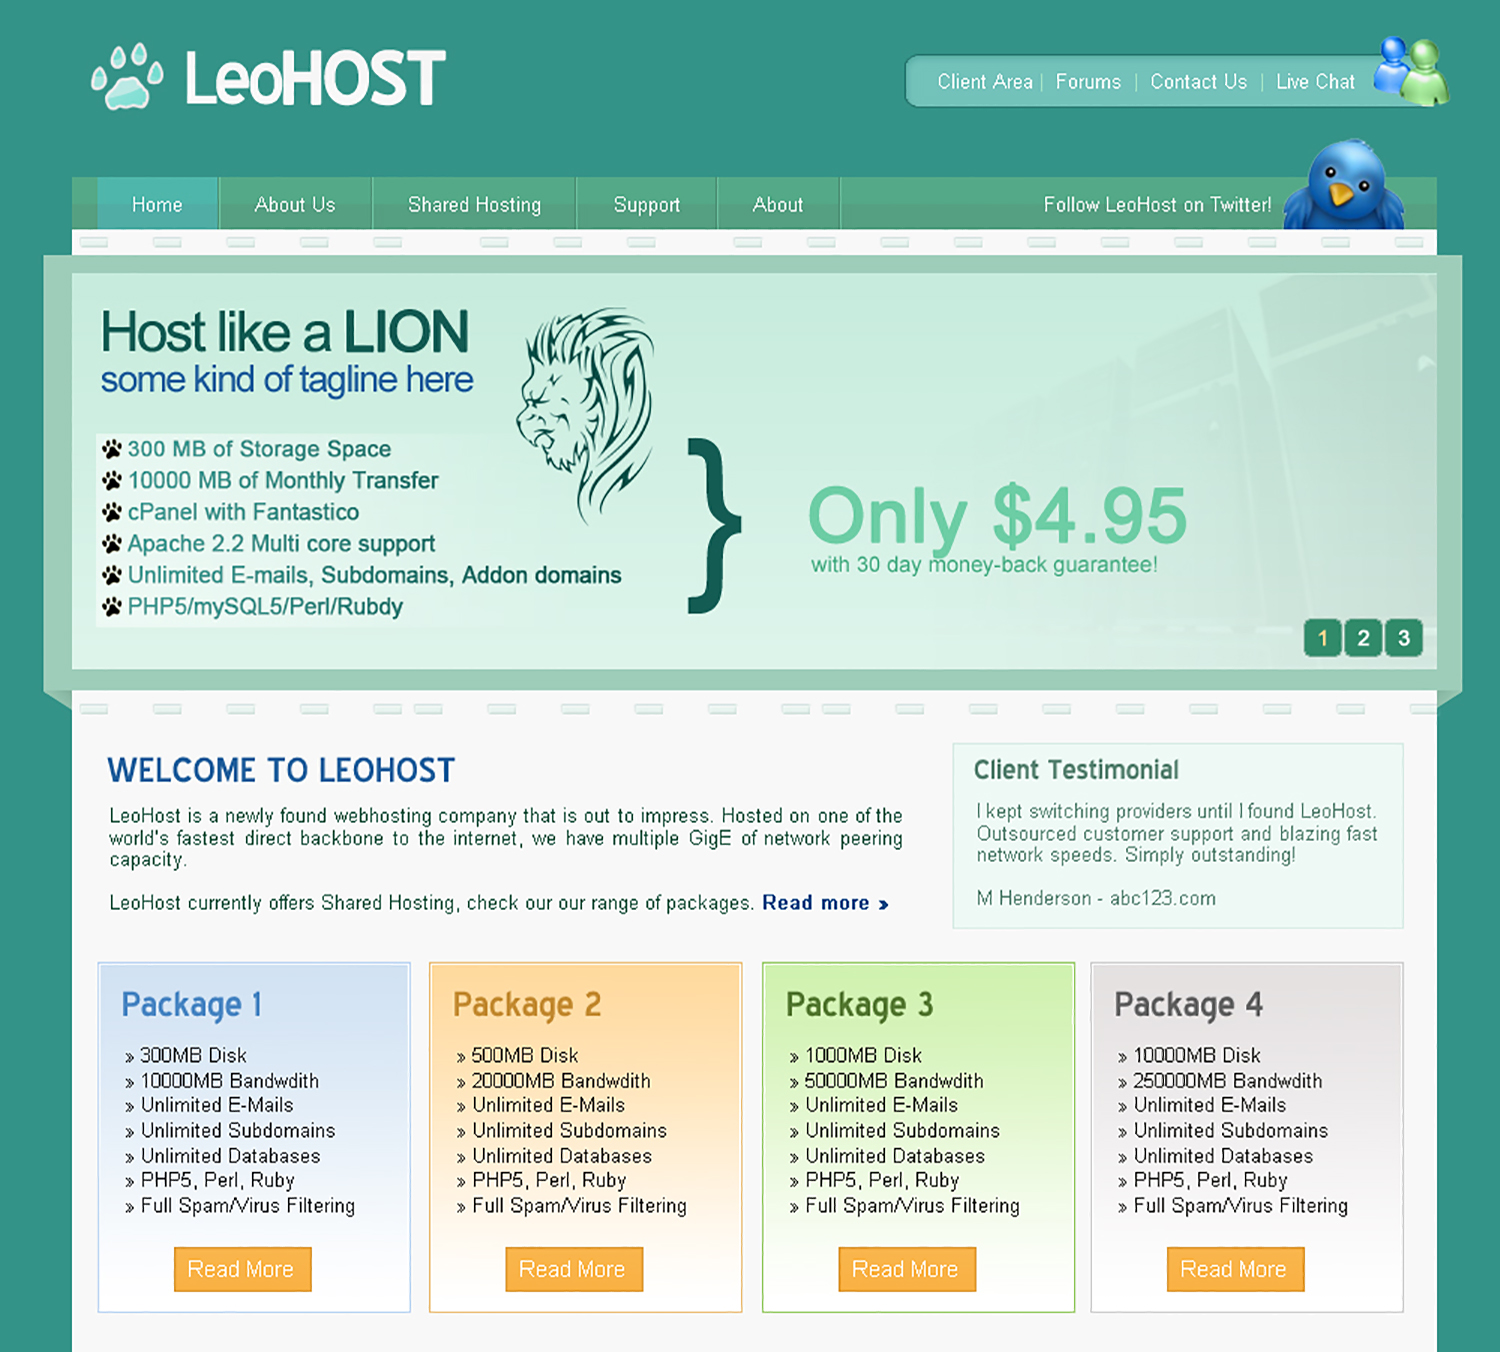 LeoHOST
Client Area | Forums | Contact Us | Live Chat
Home
About Us
Shared Hosting
Support
About
Follow LeoHost on Twitter!
Host like a LION
some kind of tagline here
300 MB of Storage Space
10000 MB of Monthly Transfer
cPanel with Fantastico
Apache 2.2 Multi core support
Unlimited E-mails, Subdomains, Addon domains
PHP5/mySQL5/Perl/Rubdy
}
Only $4.95
with 30 day money-back guarantee!
1 2 3
WELCOME TO LEOHOST
LeoHost is a newly found webhosting company that is out to impress. Hosted on one of the
world's fastest direct backbone to the internet, we have multiple GigE of network peering
capacity.
LeoHost currently offers Shared Hosting, check our our range of packages. Read more »
Client Testimonial
I kept switching providers until I found LeoHost.
Outsourced customer support and blazing fast
network speeds. Simply outstanding!
M Henderson - abc123.com
Package 1
» 300MB Disk
» 10000MB Bandwdith
» Unlimited E-Mails
» Unlimited Subdomains
» Unlimited Databases
» PHP5, Perl, Ruby
» Full Spam/Virus Filtering
Read More
Package 2
» 500MB Disk
» 20000MB Bandwdith
» Unlimited E-Mails
» Unlimited Subdomains
» Unlimited Databases
» PHP5, Perl, Ruby
» Full Spam/Virus Filtering
Read More
Package 3
» 1000MB Disk
» 50000MB Bandwdith
» Unlimited E-Mails
» Unlimited Subdomains
» Unlimited Databases
» PHP5, Perl, Ruby
» Full Spam/Virus Filtering
Read More
Package 4
» 10000MB Disk
» 250000MB Bandwdith
» Unlimited E-Mails
» Unlimited Subdomains
» Unlimited Databases
» PHP5, Perl, Ruby
» Full Spam/Virus Filtering
Read More